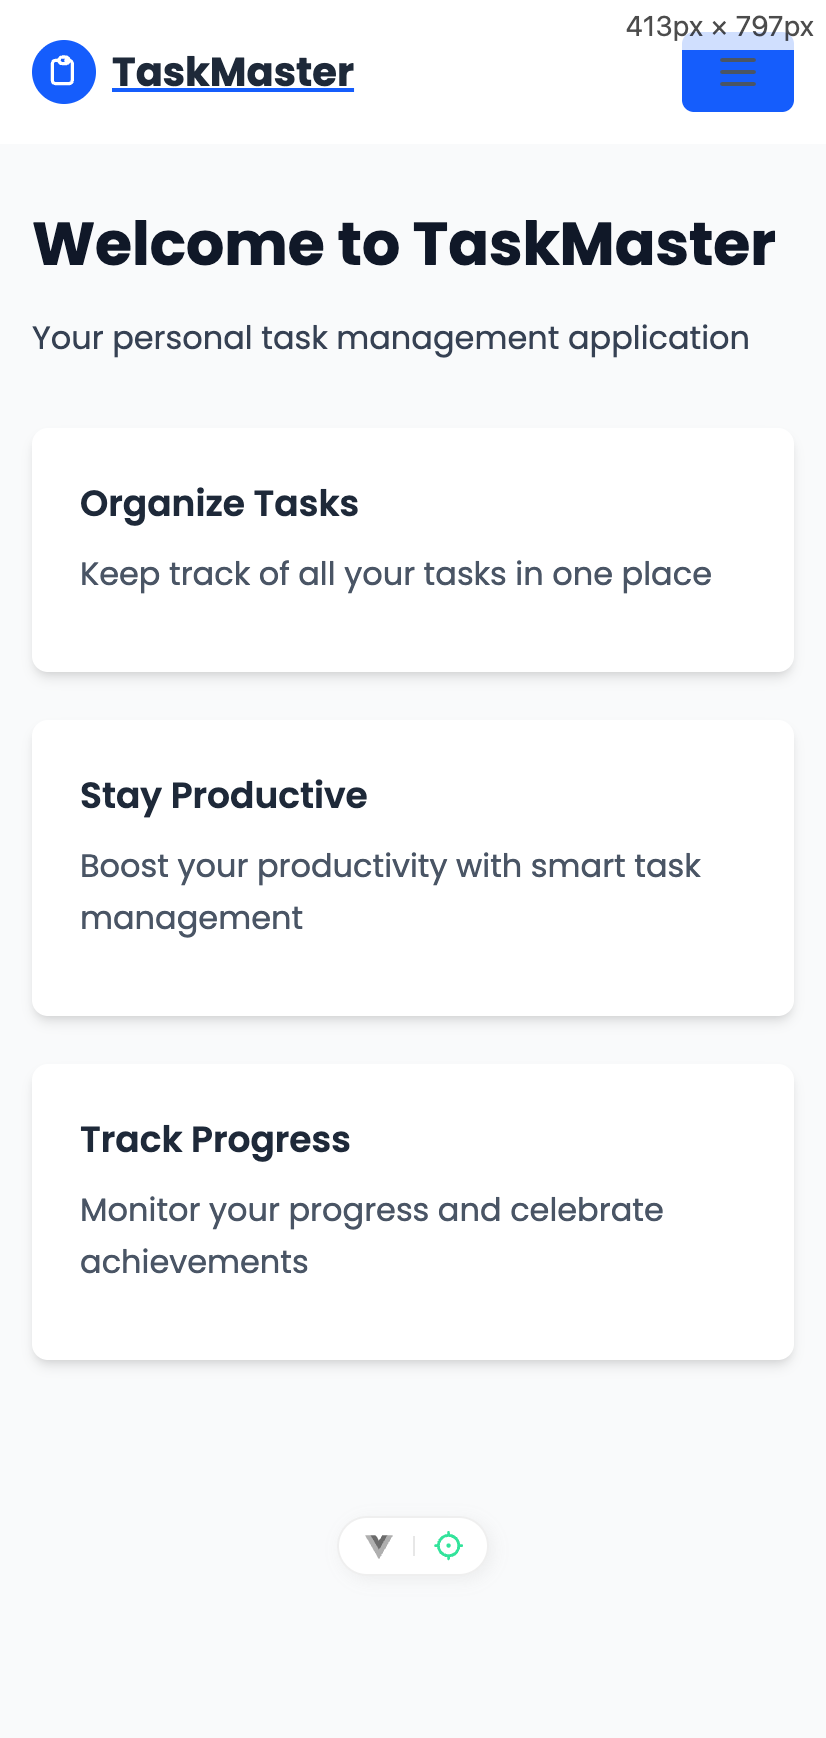 413px × 797px
TaskMaster
Welcome to TaskMaster
Your personal task management application
Organize Tasks
Keep track of all your tasks in one place
Stay Productive
Boost your productivity with smart task
management
Track Progress
Monitor your progress and celebrate
achievements